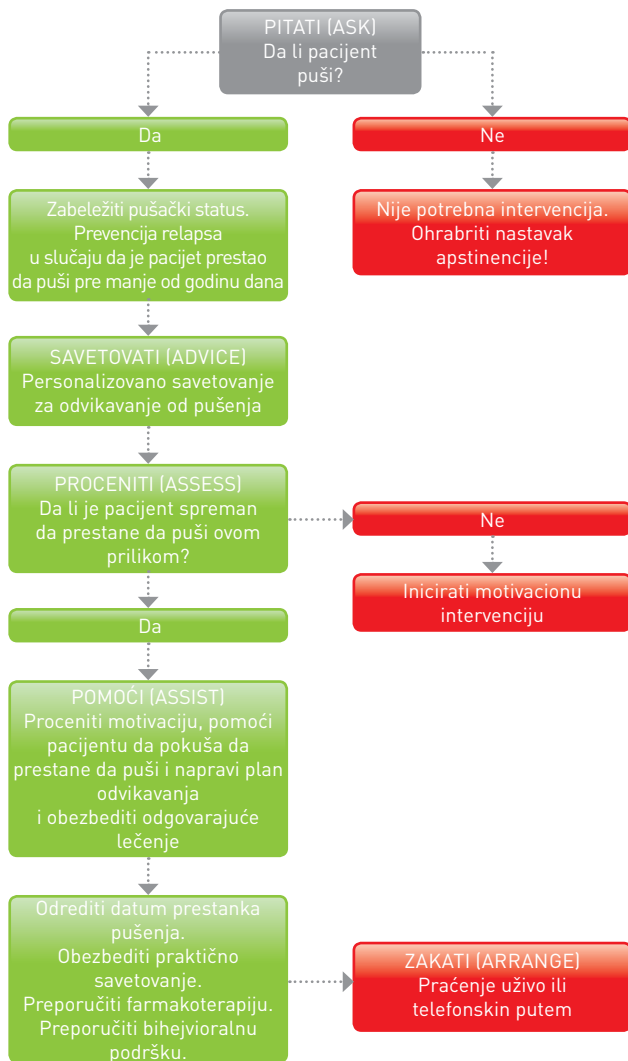 PITATI (ASK)
Da li pacijent
puši?
Da
Ne
Zabeležiti pušački status.
Prevencija relapsa
u slučaju da je pacijet prestao
da puši pre manje od godinu dana
Nije potrebna intervencija.
Ohrabriti nastavak
apstinencije!
SAVETOVATI (ADVICE)
Personalizovano savetovanje
za odvikavanje od pušenja
PROCENITI (ASSESS)
Da li je pacijent spreman
da prestane da puši ovom
prilikom?
Ne
Inicirati motivacionu
intervenciju
Da
POMOĆI (ASSIST)
Proceniti motivaciju, pomoći
pacijentu da pokuša da
prestane da puši i napravi plan
odvikavanja
i obezbediti odgovarajuće
lečenje
Odrediti datum prestanka
pušenja.
Obezbediti praktično
savetovanje.
Preporučiti farmakoterapiju.
Preporučiti bihejvioralnu
podršku.
ZAKATI (ARRANGE)
Praćenje uživo ili
telefonskin putem